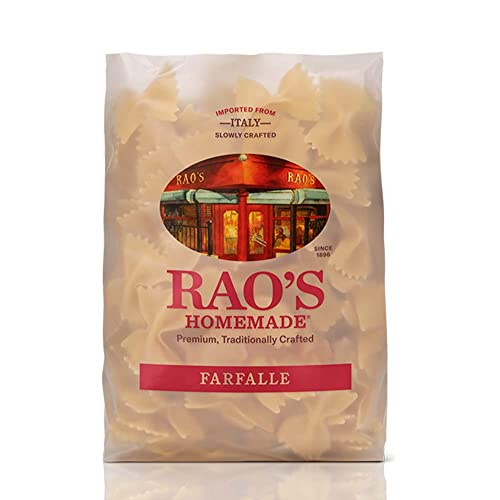 IMPORTED FROM
—ITALY—
SLOWLY CRAFTED
RAO'S RAO'S
SINCE
1896
RAO'S
HOMEMADE®
Premium, Traditionally Crafted
FARFALLE